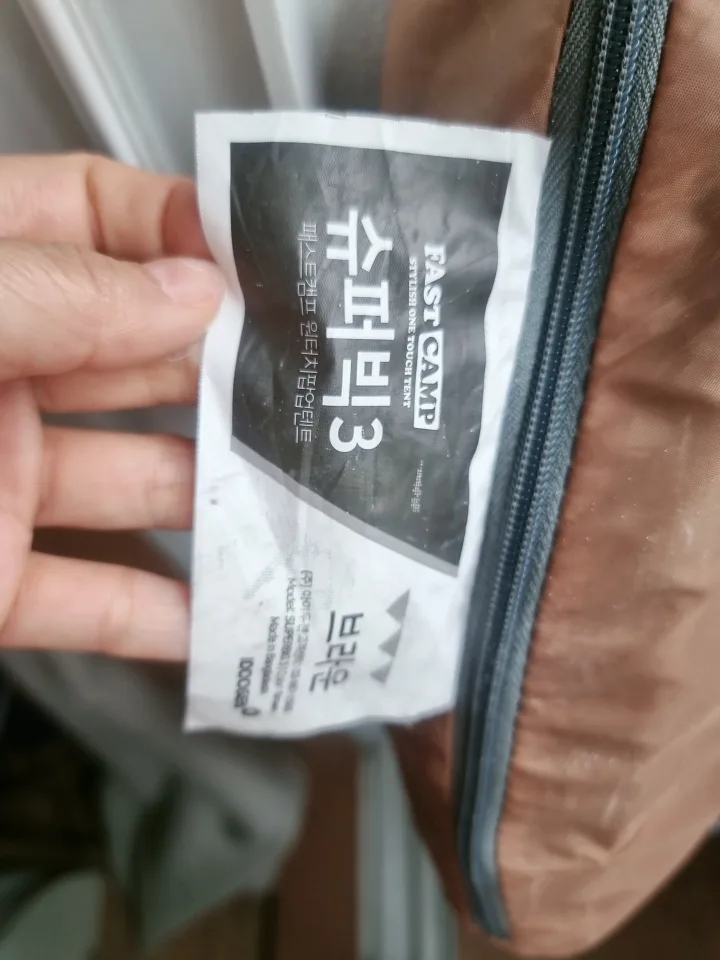 FAST CAMP
STYLISH ONE TOUCH TENT
슈퍼빅3
패스트캠프 원터치팝업텐트
브라운
Model:
Made in Bangladesh